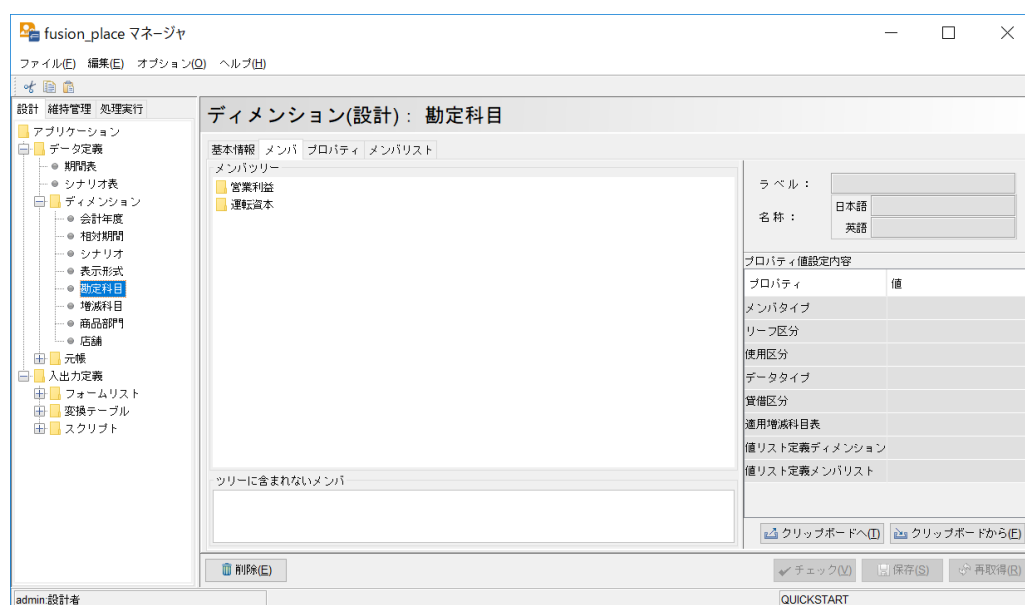 fusion_place マネージャ
ファイル(F) 編集(E) オプション(O) ヘルプ(H)
設計 維持管理 処理実行
アプリケーション
データ定義
期間表
シナリオ表
ディメンション
会計年度
相対期間
シナリオ
表示形式
勘定科目
増減科目
商品部門
店舗
元帳
入出力定義
フォームリスト
変換テーブル
スクリプト
ディメンション(設計)： 勘定科目
基本情報 メンバ プロパティ メンバリスト
メンバツリー
営業利益
運転資本
ツリーに含まれないメンバ
ラベル：
名称：
日本語
英語
プロパティ値設定内容
プロパティ 値
メンバタイプ
リーフ区分
使用区分
データタイプ
貸借区分
適用増減科目表
値リスト定義ディメンション
値リスト定義メンバリスト
クリップボードへ(T) クリップボードから(F)
削除(E) チェック(V) 保存(S) 再取得(R)
admin:設計者 QUICKSTART